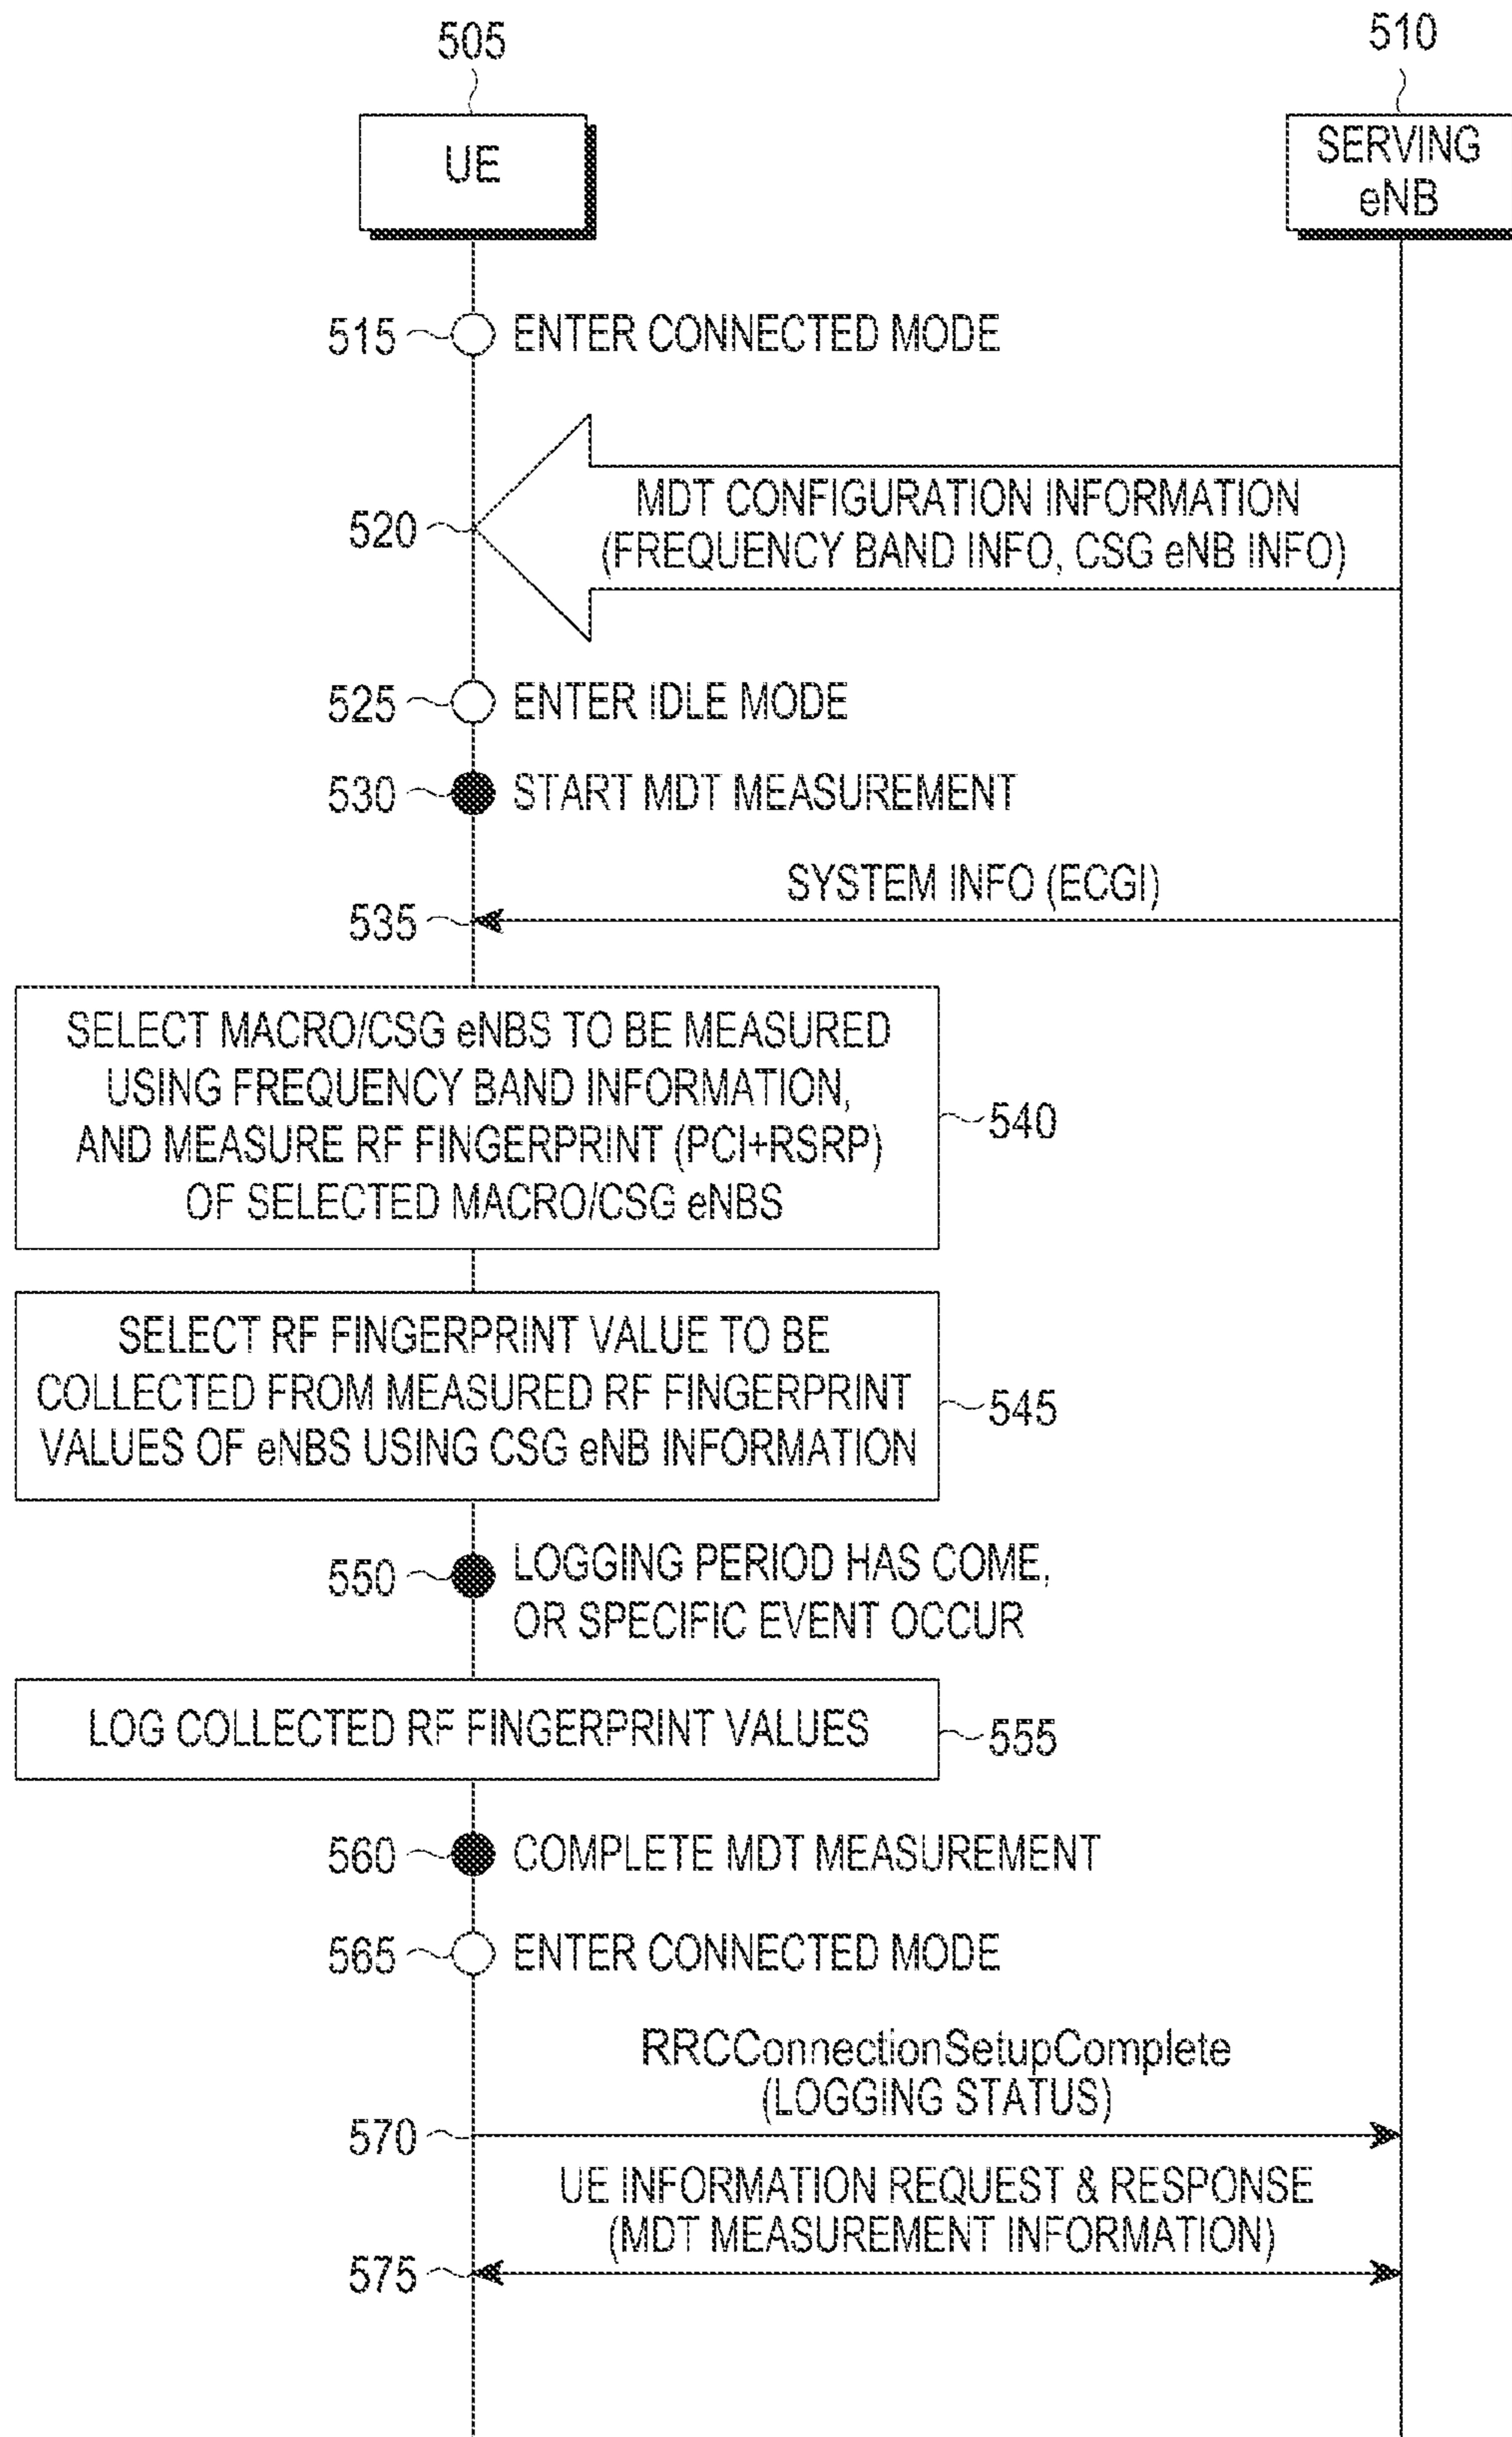 505
510
UE
SERVING
eNB
515
ENTER CONNECTED MODE
MDT CONFIGURATION INFORMATION
(FREQUENCY BAND INFO, CSG eNB INFO)
520
525
ENTER IDLE MODE
530
START MDT MEASUREMENT
SYSTEM INFO (ECGI)
535
SELECT MACRO/CSG eNBS TO BE MEASURED
USING FREQUENCY BAND INFORMATION,
AND MEASURE RF FINGERPRINT (PCI+RSRP)
OF SELECTED MACRO/CSG eNBS
540
SELECT RF FINGERPRINT VALUE TO BE
COLLECTED FROM MEASURED RF FINGERPRINT
VALUES OF eNBS USING CSG eNB INFORMATION
545
550
LOGGING PERIOD HAS COME,
OR SPECIFIC EVENT OCCUR
LOG COLLECTED RF FINGERPRINT VALUES
555
560
COMPLETE MDT MEASUREMENT
565
ENTER CONNECTED MODE
RRCConnectionSetupComplete
(LOGGING STATUS)
570
UE INFORMATION REQUEST & RESPONSE
(MDT MEASUREMENT INFORMATION)
575